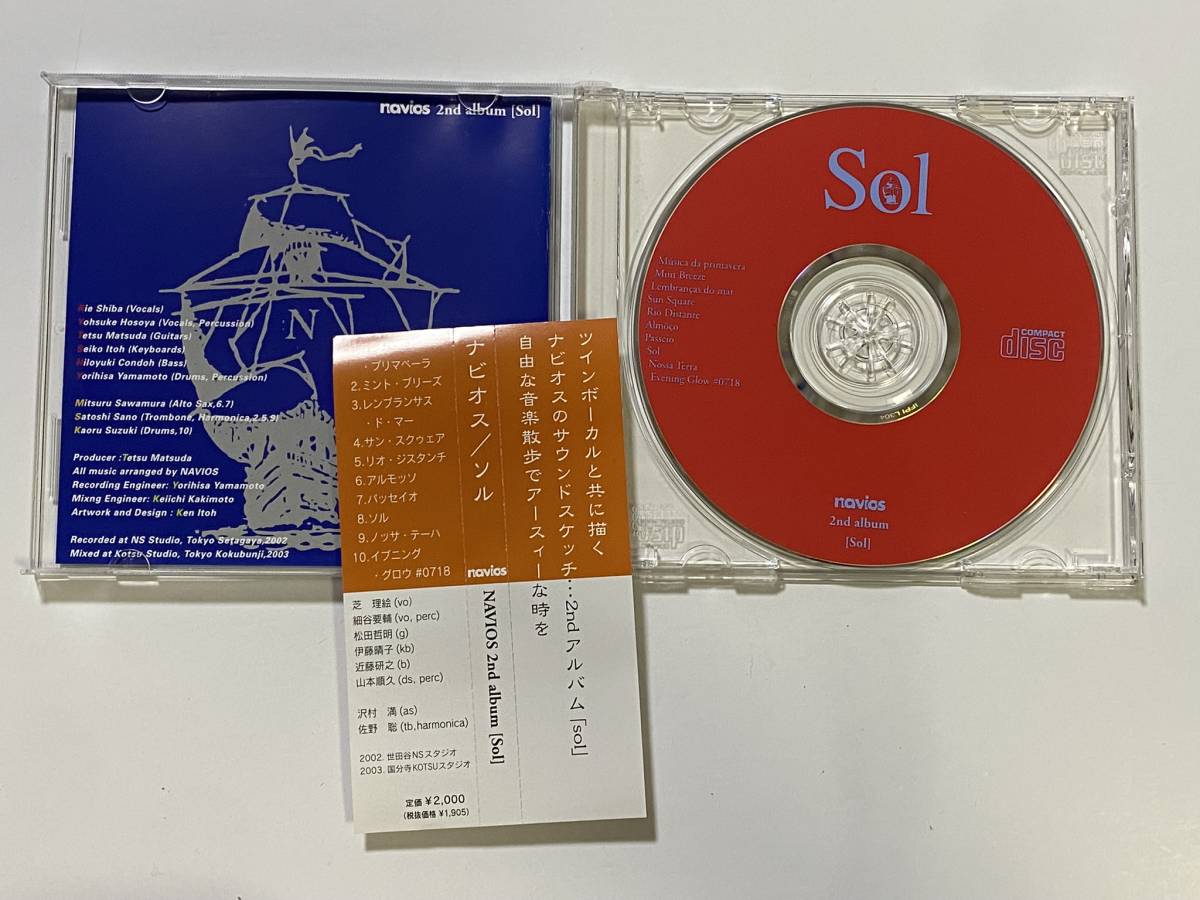 navios 2nd album [Sol]
N
Kie Shiba (Vocals)
Yohsuke Hosoya (Vocals, Percussion)
Tetsu Matsuda (Guitars)
Seiko Itoh (Keyboards)
Hiloyuki Condoh (Bass)
Yorihisa Yamamoto (Drums, Percussion)
Mitsuru Sawamura (Alto Sax,6.7)
Satoshi Sano (Trombone, Harmonica,2.5.9)
Kaoru Suzuki (Drums,10)
Producer :Tetsu Matsuda
All music arranged by NAVIOS
Recording Engineer: Yorihisa Yamamoto
Mixng Engineer: Keiichi Kakimoto
Artwork and Design : Ken Itoh
Recorded at NS Studio, Tokyo Setagaya,2002
Mixed at Kotsu Studio, Tokyo Kokubunji,2003
・プリマベーラ
2.ミント・ブリーズ
3.レンブランサス
・ド・マー
4.サン・スクゥェア
5.リオ・ジスタンチ
6.アルモッソ
7.パッセイオ
8.ソル
9.ノッサ・テーハ
10.イブニング
・グロウ #0718
芝 理絵(vo)
細谷要輔(vo, perc)
松田哲明(g)
伊藤晴子(kb)
近藤研之(b)
山本順久(ds, perc)
沢村 満(as)
佐野 聡(tb,harmonica)
2002. 世田谷NSスタジオ
2003. 国分寺KOTSUスタジオ
定価 ¥2,000
(税抜価格 ¥1,905)
ナビオス/ソル
navios
NAVIOS 2nd album [Sol]
ツインボーカルと共に描く
ナビオスのサウンドスケッチ…2ndアルバム「sol」
自由な音楽散歩でアースィーな時を
Sol
Música da primavera
Mint Breeze
Lembranças do mar
Sun Square
Rio Distante
Almôço
Passeio
Sol
Nossa Terra
Evening Glow #0718
COMPACT
disc
IFPI L304
navios
2nd album
[Sol]